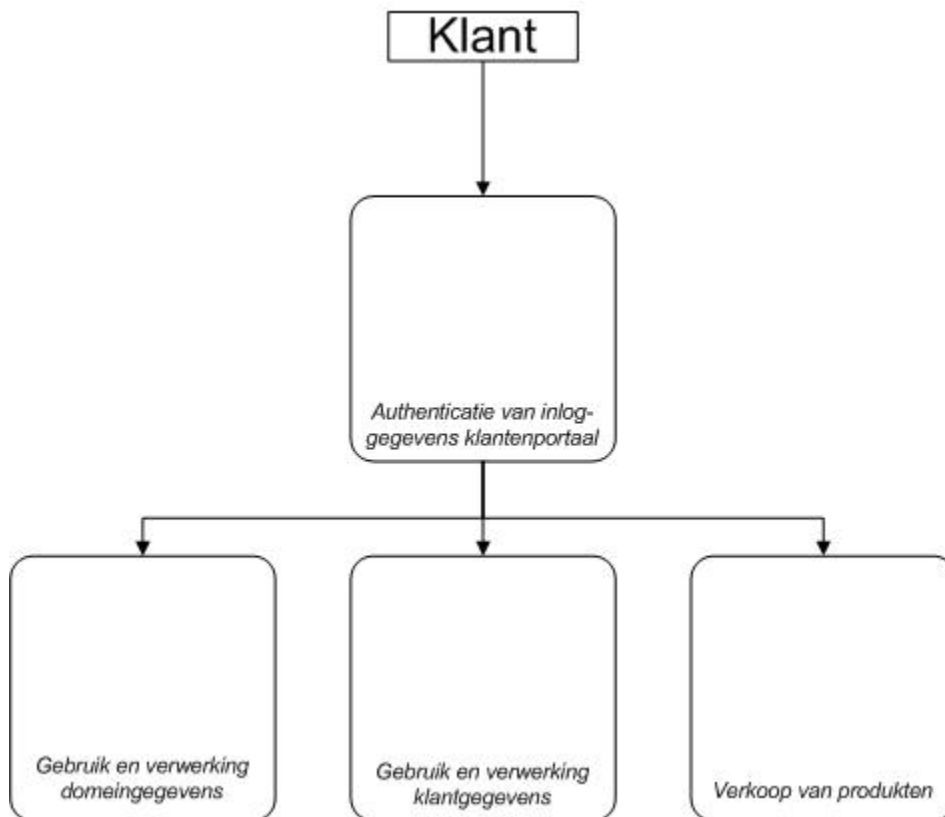 Klant
Authenticatie van inlog-
gegevens klantenportaal
Gebruik en verwerking
domeingegevens
Gebruik en verwerking
klantgegevens
Verkoop van produkten